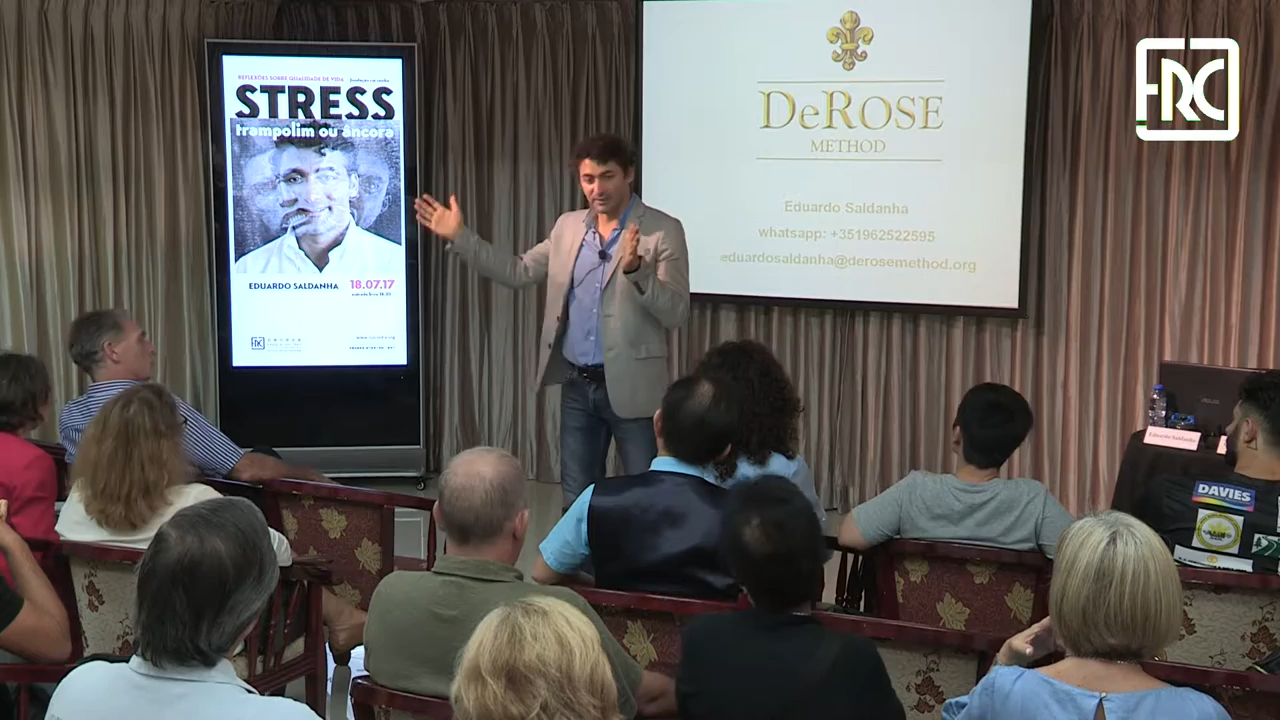 REFLEXÕES SOBRE QUALIDADE DE VIDA
STRESS
trampolim ou âncora
EDUARDO SALDANHA
18.07.17
DeROSE
METHOD
Eduardo Saldanha
whatsapp: +351962522595
eduardosaldanha@derosemethod.org
FRC
Eduardo Saldanha
DAVIES